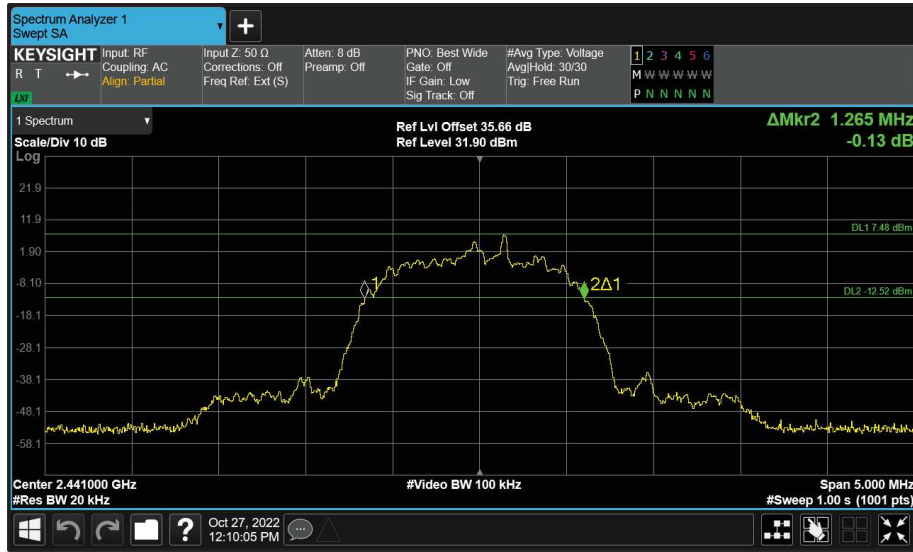 Spectrum Analyzer 1
Swept SA
+
KEYSIGHT
R T
LXI
Input: RF
Coupling: AC
Align: Partial
Input Z: 50 Ω
Corrections: Off
Freq Ref: Ext (S)
Atten: 8 dB
Preamp: Off
PNO: Best Wide
Gate: Off
IF Gain: Low
Sig Track: Off
#Avg Type: Voltage
Avg|Hold: 30/30
Trig: Free Run
1 2 3 4 5 6
M W W W W W
P N N N N N
1 Spectrum
Scale/Div 10 dB
Ref Lvl Offset 35.66 dB
Ref Level 31.90 dBm
ΔMkr2 1.265 MHz
-0.13 dB
Log
21.9
11.9
DL1 7.48 dBm
1.90
-8.10
1
2Δ1
DL2 -12.52 dBm
-18.1
-28.1
-38.1
-48.1
-58.1
Center 2.441000 GHz
#Video BW 100 kHz
Span 5.000 MHz
#Res BW 20 kHz
#Sweep 1.00 s (1001 pts)
?
Oct 27, 2022
12:10:05 PM